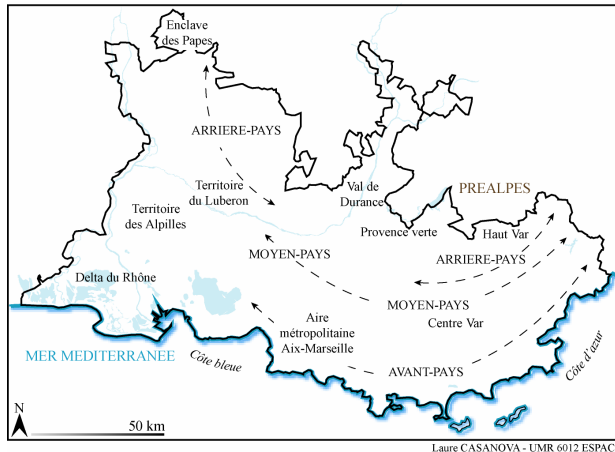 Enclave
des Papes
ARRIERE-PAYS
Territoire
du Luberon
Val de
Durance
PREALPES
Territoire
des Alpilles
Provence verte
Haut Var
MOYEN-PAYS
ARRIERE-PAYS
Delta du Rhône
MOYEN-PAYS
Centre Var
Aire
métropolitaine
Aix-Marseille
MER MEDITERRANEE
Côte bleue
AVANT-PAYS
Côte d'azur
N
50 km
Laure CASANOVA - UMR 6012 ESPAC